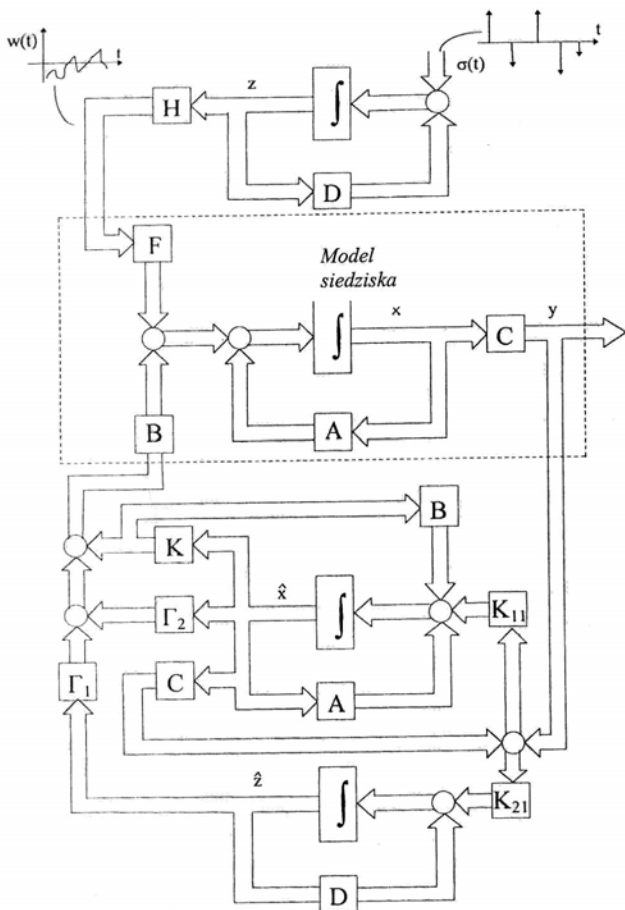 w(t)
t
t
σ(t)
z
∫
H
D
F
Model
siedziska
∫
x
C
y
A
B
B
K
x̂
∫
K₁₁
Γ₂
C
A
Γ₁
ẑ
∫
K₂₁
D